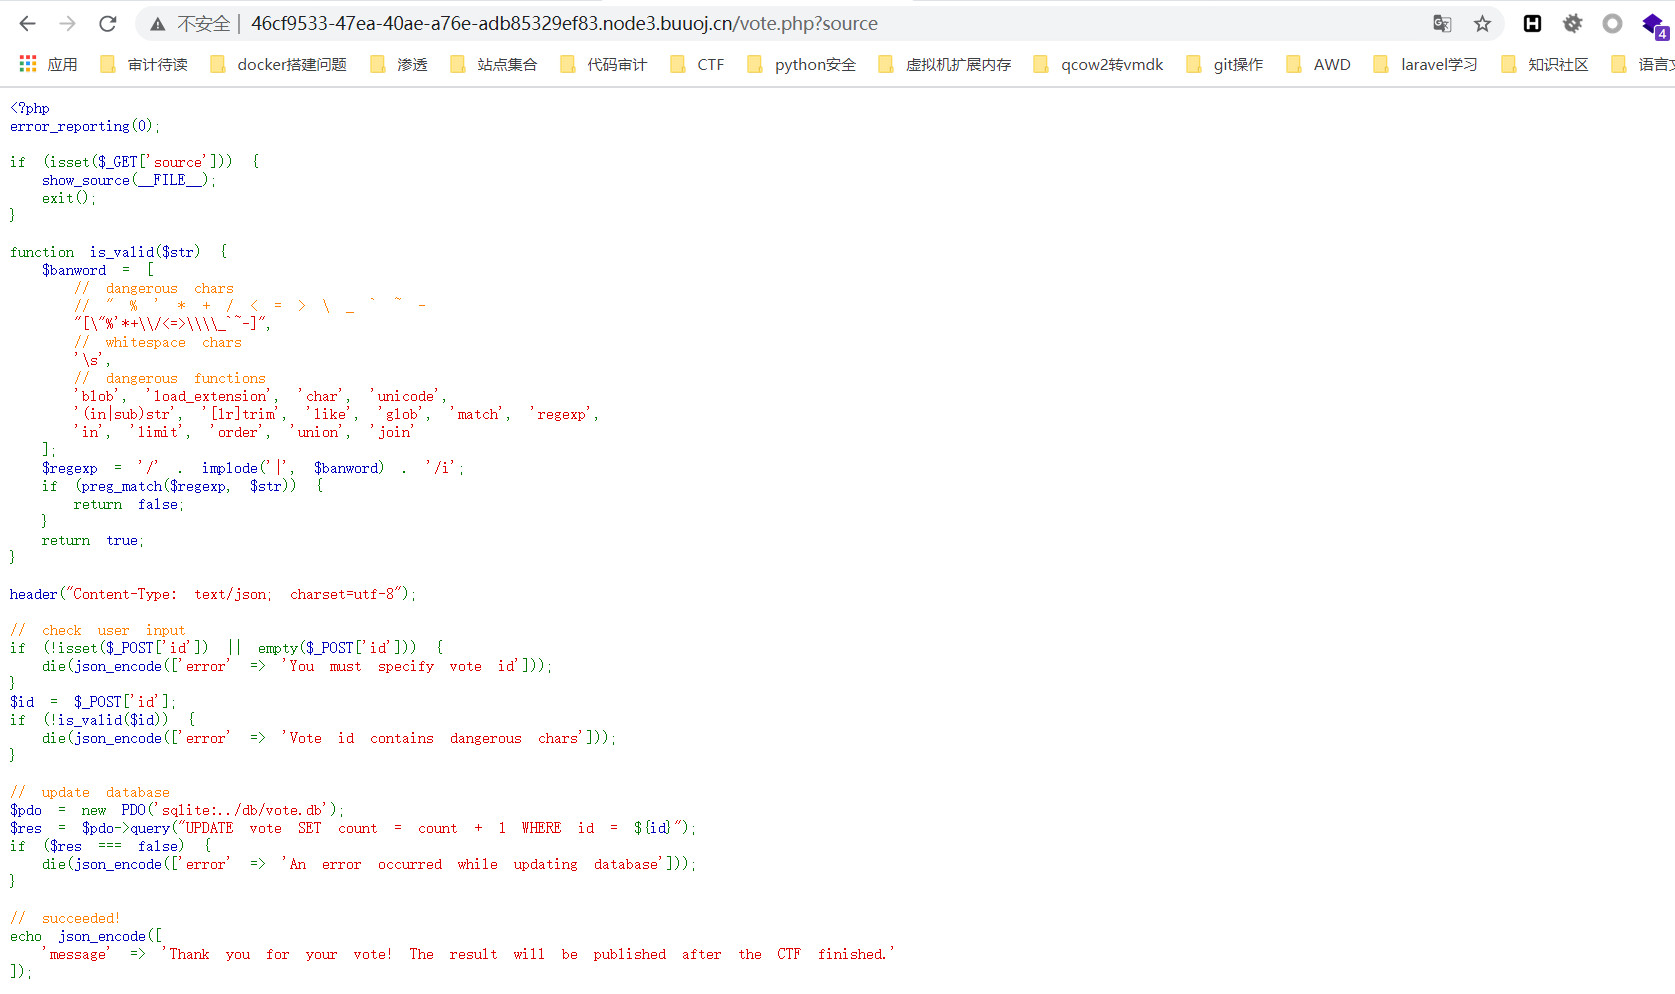 不安全 | 46cf9533-47ea-40ae-a76e-adb85329ef83.node3.buuoj.cn/vote.php?source
4
应用 审计待读 docker搭建问题 渗透 站点集合 代码审计 CTF python安全 虚拟机扩展内存 qcow2转vmdk git操作 AWD laravel学习 知识社区 语言文
<?php
error_reporting(0);

if (isset($_GET['source'])) {
    show_source(__FILE__);
    exit();
}

function is_valid($str) {
    $banword = [
        // dangerous chars
        // " % ' * + / < = > \ _ ` ~ -
        "[\"%'*+\\/<=>\\\\_`~-]",
        // whitespace chars
        '\s',
        // dangerous functions
        'blob', 'load_extension', 'char', 'unicode',
        '(in|sub)str', '[lr]trim', 'like', 'glob', 'match', 'regexp',
        'in', 'limit', 'order', 'union', 'join'
    ];
    $regexp = '/' . implode('|', $banword) . '/i';
    if (preg_match($regexp, $str)) {
        return false;
    }
    return true;
}

header("Content-Type: text/json; charset=utf-8");

// check user input
if (!isset($_POST['id']) || empty($_POST['id'])) {
    die(json_encode(['error' => 'You must specify vote id']));
}
$id = $_POST['id'];
if (!is_valid($id)) {
    die(json_encode(['error' => 'Vote id contains dangerous chars']));
}

// update database
$pdo = new PDO('sqlite:../db/vote.db');
$res = $pdo->query("UPDATE vote SET count = count + 1 WHERE id = ${id}");
if ($res === false) {
    die(json_encode(['error' => 'An error occurred while updating database']));
}

// succeeded!
echo json_encode([
    'message' => 'Thank you for your vote! The result will be published after the CTF finished.'
]);